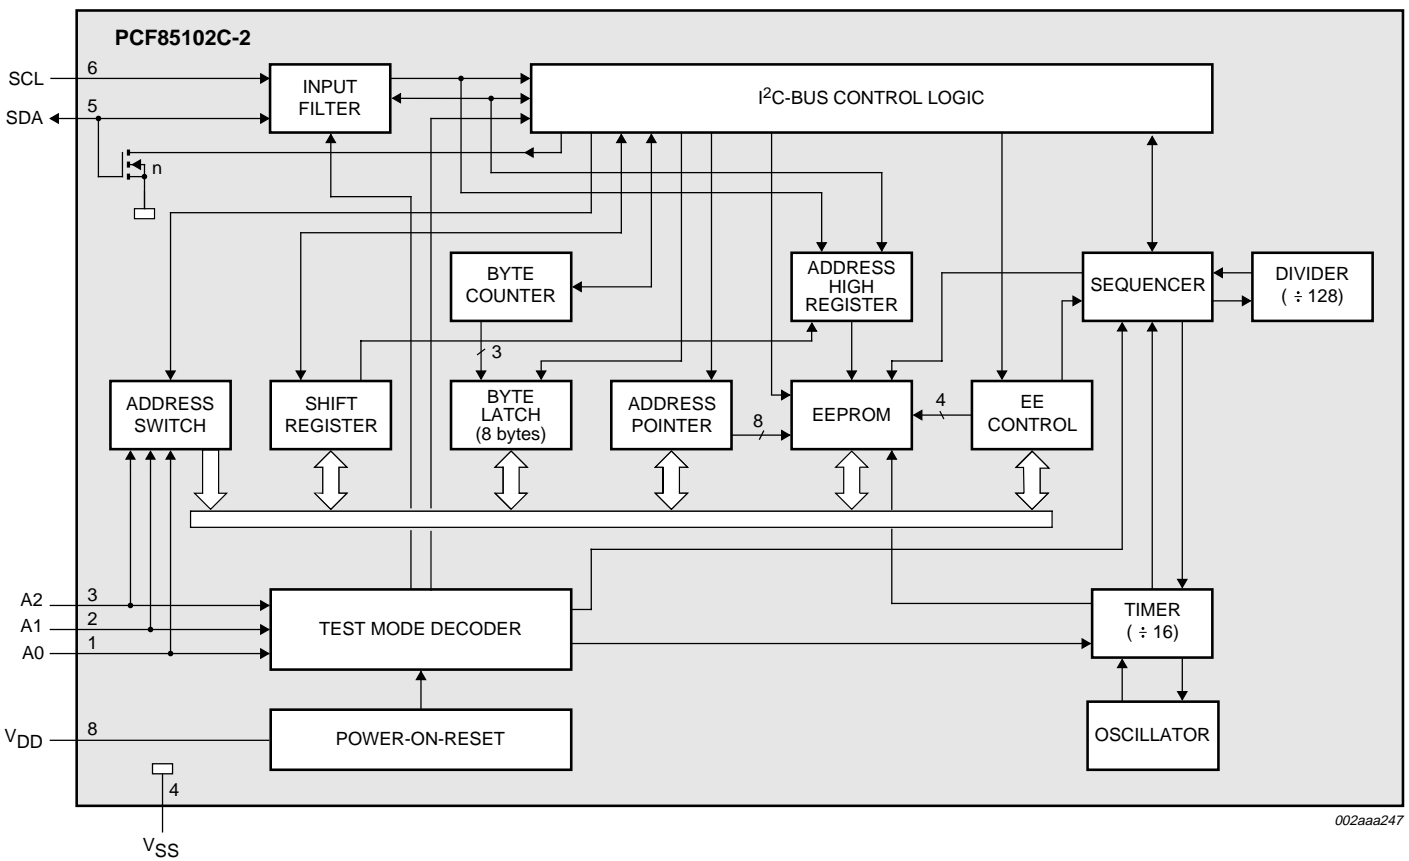 PCF85102C-2
SCL
6
INPUT
FILTER
I²C-BUS CONTROL LOGIC
SDA
5
n
BYTE
COUNTER
ADDRESS
HIGH
REGISTER
SEQUENCER
DIVIDER
( ÷ 128)
3
ADDRESS
SWITCH
SHIFT
REGISTER
BYTE
LATCH
(8 bytes)
ADDRESS
POINTER
8
EEPROM
4
EE
CONTROL
A2
3
A1
2
A0
1
TEST MODE DECODER
TIMER
( ÷ 16)
VDD
8
POWER-ON-RESET
OSCILLATOR
4
VSS
002aaa247